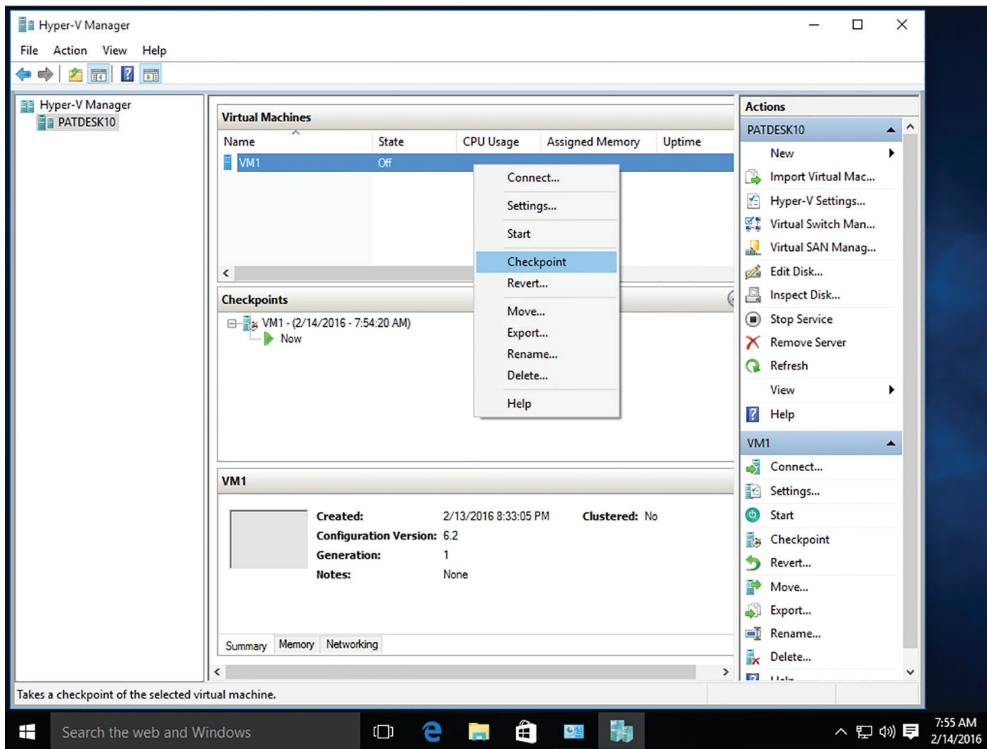 Hyper-V Manager
File Action View Help
Hyper-V Manager
PATDESK10
Virtual Machines
Name State CPU Usage Assigned Memory Uptime
VM1 Off
Connect...
Settings...
Start
Checkpoint
Revert...
Move...
Export...
Rename...
Delete...
Help
Checkpoints
VM1 - (2/14/2016 - 7:54:20 AM)
Now
VM1
Created: 2/13/2016 8:33:05 PM Clustered: No
Configuration Version: 6.2
Generation: 1
Notes: None
Summary Memory Networking
Actions
PATDESK10
New
Import Virtual Mac...
Hyper-V Settings...
Virtual Switch Man...
Virtual SAN Manag...
Edit Disk...
Inspect Disk...
Stop Service
Remove Server
Refresh
View
Help
VM1
Connect...
Settings...
Start
Checkpoint
Revert...
Move...
Export...
Rename...
Delete...
Takes a checkpoint of the selected virtual machine.
Search the web and Windows
7:55 AM
2/14/2016